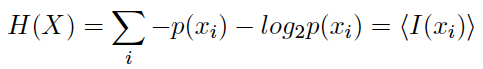 H(X) = ∑_i −p(x_i) − log_2 p(x_i) = ⟨I(x_i)⟩